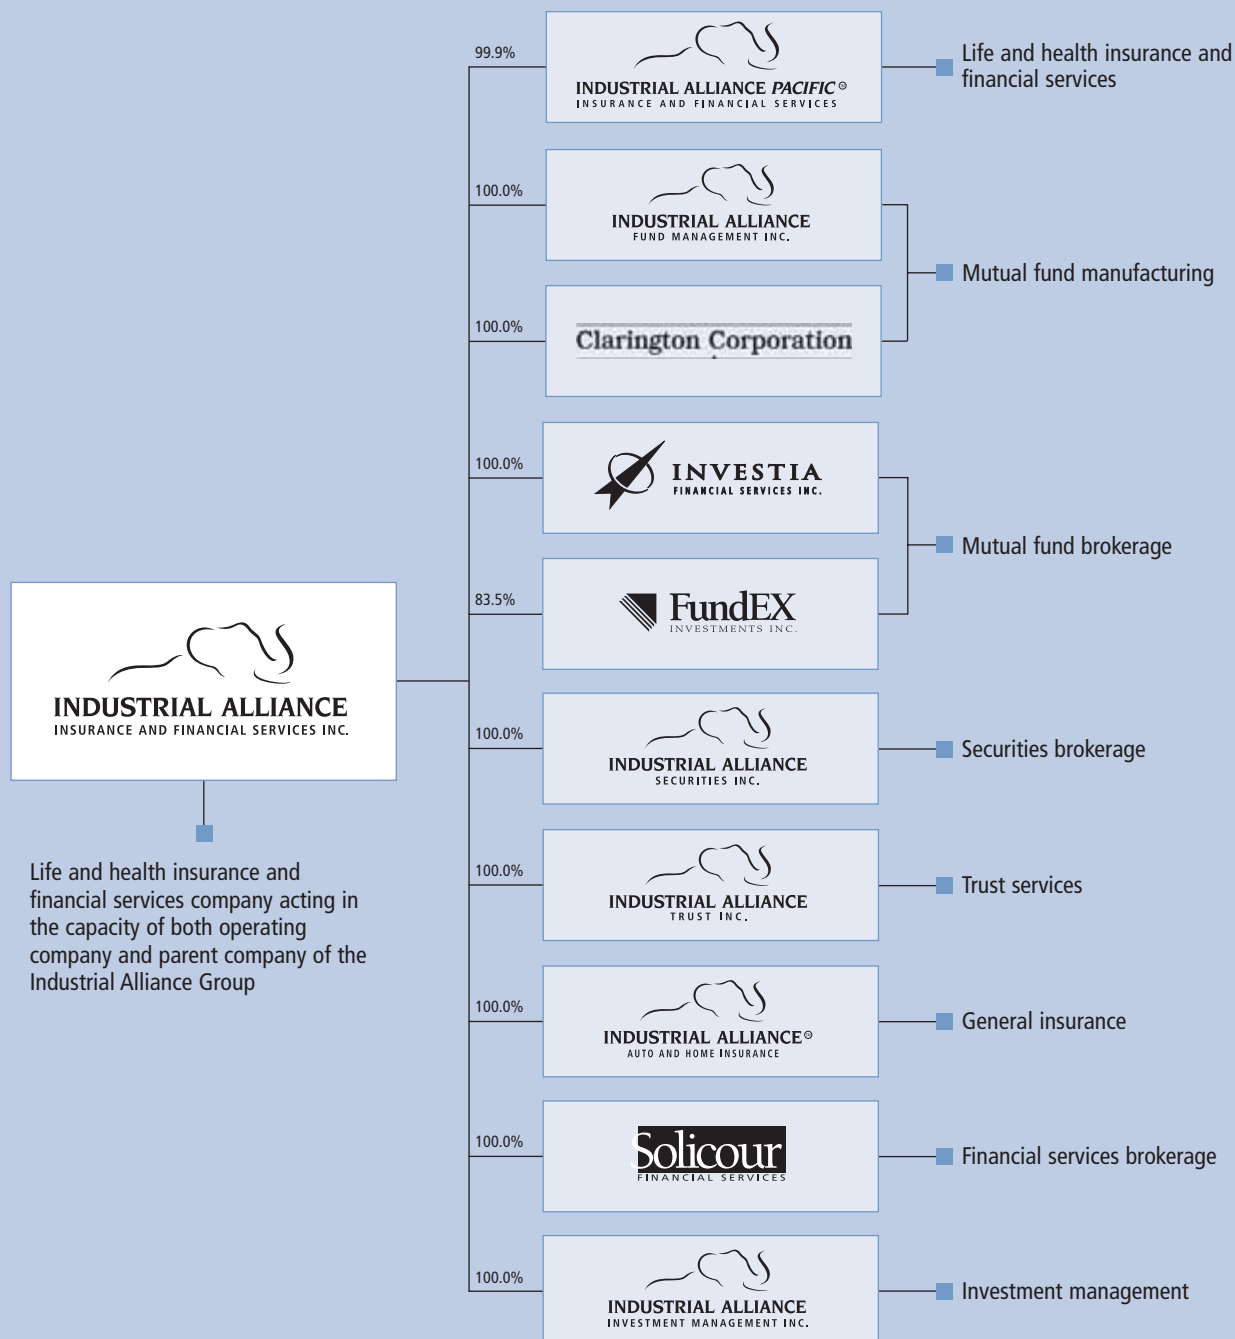 99.9%
INDUSTRIAL ALLIANCE PACIFIC
INSURANCE AND FINANCIAL SERVICES
Life and health insurance and
financial services
100.0%
INDUSTRIAL ALLIANCE
FUND MANAGEMENT INC.
Mutual fund manufacturing
100.0%
Clarington Corporation
100.0%
INVESTIA
FINANCIAL SERVICES INC.
Mutual fund brokerage
83.5%
FundEX
INVESTMENTS INC.
INDUSTRIAL ALLIANCE
INSURANCE AND FINANCIAL SERVICES INC.
Life and health insurance and
financial services company acting in
the capacity of both operating
company and parent company of the
Industrial Alliance Group
100.0%
INDUSTRIAL ALLIANCE
SECURITIES INC.
Securities brokerage
100.0%
INDUSTRIAL ALLIANCE
TRUST INC.
Trust services
100.0%
INDUSTRIAL ALLIANCE
AUTO AND HOME INSURANCE
General insurance
100.0%
Solicour
FINANCIAL SERVICES
Financial services brokerage
100.0%
INDUSTRIAL ALLIANCE
INVESTMENT MANAGEMENT INC.
Investment management